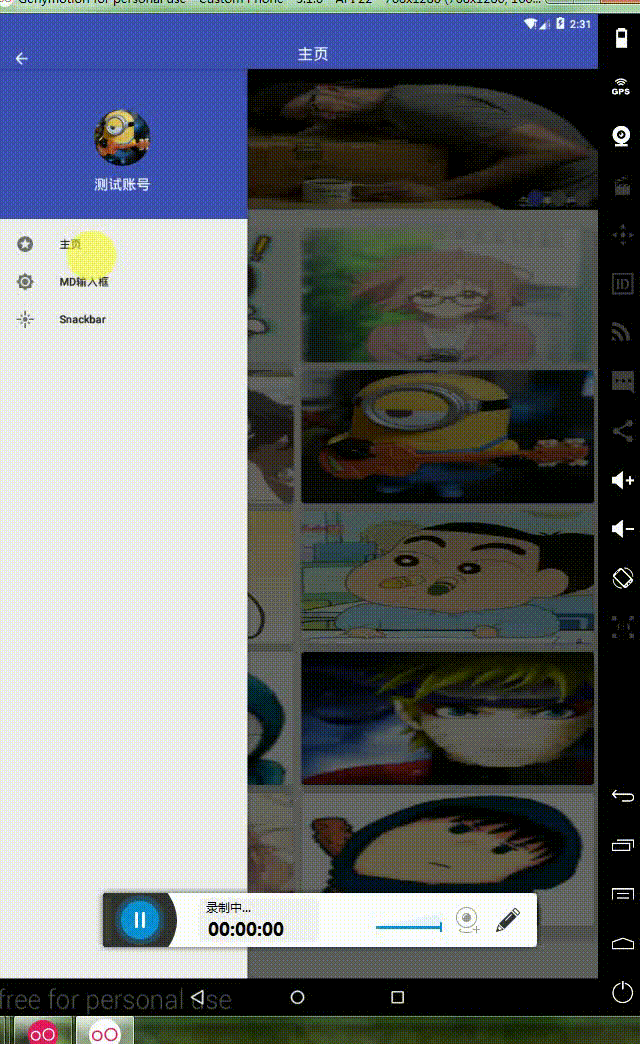 Genymotion for personal use - Custom Phone - 5.1.0 - API 22 - 768x1280 (768x1280, 160...
2:31
主页
GPS
测试账号
主页
MD输入框
Snackbar
ID
录制中...
00:00:00
free for personal use